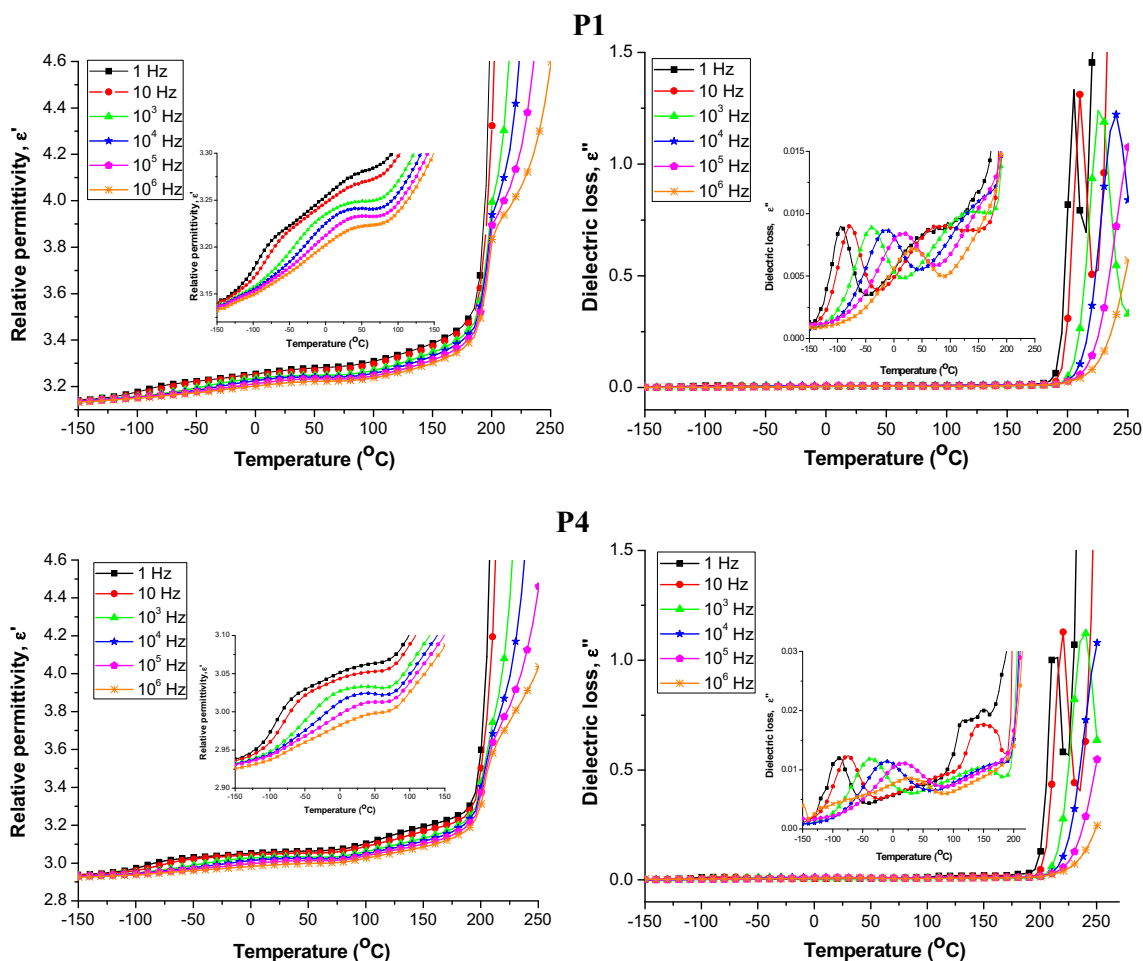 P1
Relative permittivity, ε'
4.6
4.4
4.2
4.0
3.8
3.6
3.4
3.2
1 Hz
10 Hz
10³ Hz
10⁴ Hz
10⁵ Hz
10⁶ Hz
Relative permittivity, ε'
3.30
3.25
3.20
3.15
-150 -100 -50 0 50 100 150
Temperature (°C)
-150 -100 -50 0 50 100 150 200 250
Temperature (°C)
Dielectric loss, ε''
1.5
1.0
0.5
0.0
1 Hz
10 Hz
10³ Hz
10⁴ Hz
10⁵ Hz
10⁶ Hz
Dielectric loss, ε''
0.015
0.010
0.005
0.000
-150 -100 -50 0 50 100 150 200 250
Temperature (°C)
-150 -100 -50 0 50 100 150 200 250
Temperature (°C)
P4
Relative permittivity, ε'
4.6
4.4
4.2
4.0
3.8
3.6
3.4
3.2
3.0
2.8
1 Hz
10 Hz
10³ Hz
10⁴ Hz
10⁵ Hz
10⁶ Hz
Relative permittivity, ε'
3.10
3.05
3.00
2.95
2.90
-150 -100 -50 0 50 100 150
Temperature (°C)
-150 -100 -50 0 50 100 150 200 250
Temperature (°C)
Dielectric loss, ε''
1.5
1.0
0.5
0.0
1 Hz
10 Hz
10³ Hz
10⁴ Hz
10⁵ Hz
10⁶ Hz
Dielectric loss, ε''
0.03
0.02
0.01
0.00
-150 -100 -50 0 50 100 150 200
Temperature (°C)
-150 -100 -50 0 50 100 150 200 250
Temperature (°C)